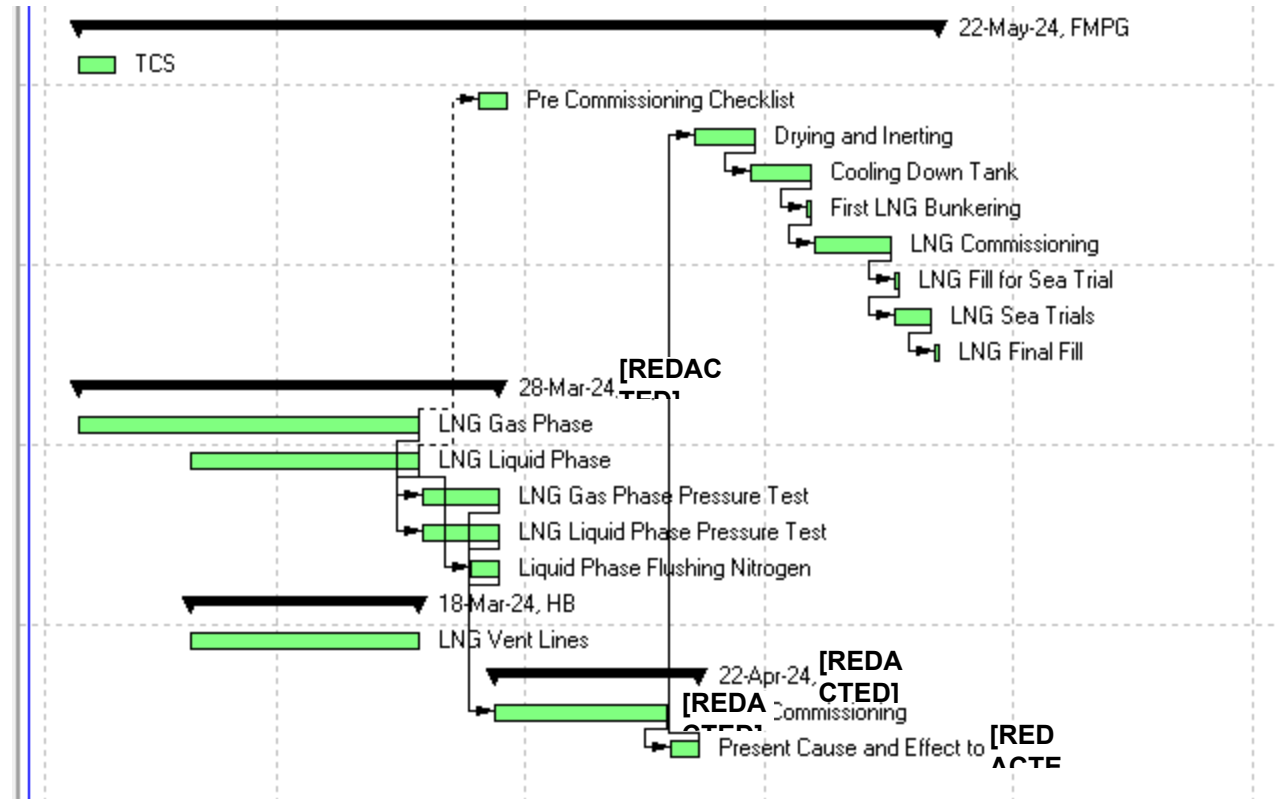 22-May-24, FMPG
TCS
Pre Commissioning Checklist
Drying and Inerting
Cooling Down Tank
First LNG Bunkering
LNG Commissioning
LNG Fill for Sea Trial
LNG Sea Trials
LNG Final Fill
28-Mar-24, [REDAC
TED]
LNG Gas Phase
LNG Liquid Phase
LNG Gas Phase Pressure Test
LNG Liquid Phase Pressure Test
Liquid Phase Flushing Nitrogen
18-Mar-24, HB
LNG Vent Lines
22-Apr-24, [REDA
CTED]
[REDA
CTED] Commissioning
Present Cause and Effect to [RED
ACTE